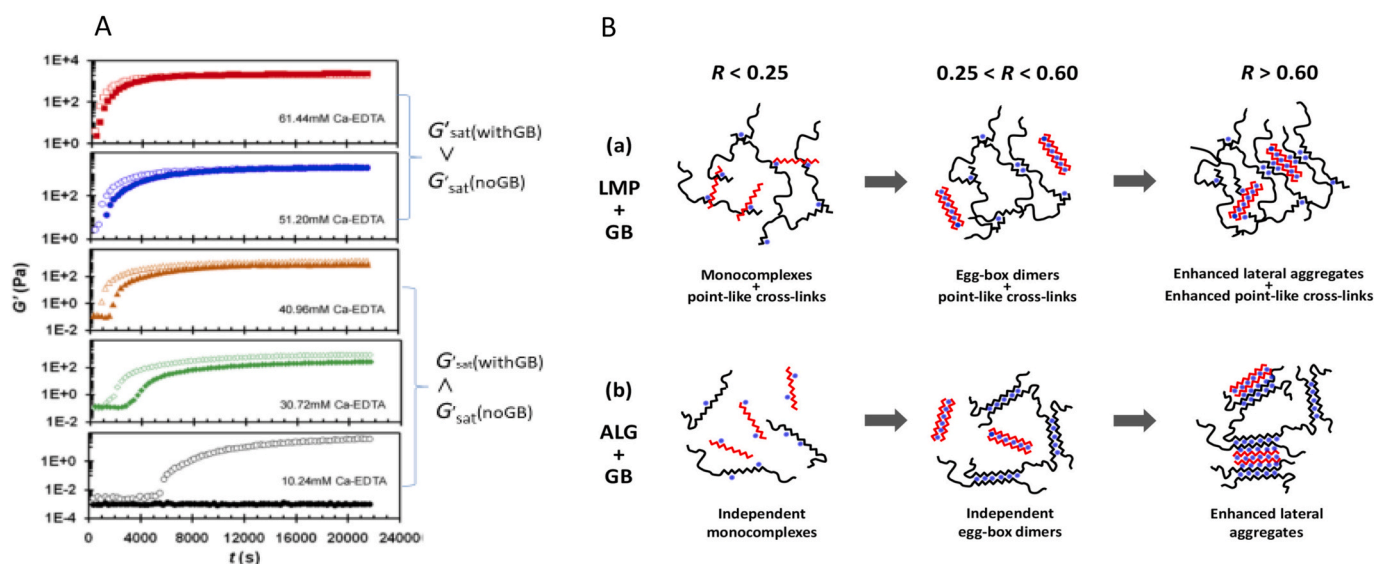 A
1E+4
1E+2
1E+0
61.44mM Ca-EDTA
1E+2
1E+0
51.20mM Ca-EDTA
1E+2
1E+0
1E-2
40.96mM Ca-EDTA
1E+2
1E+0
1E-2
30.72mM Ca-EDTA
1E+0
1E-2
1E-4
10.24mM Ca-EDTA
G' (Pa)
0 4000 8000 12000 16000 20000 24000
t (s)
G'sat(withGB)
∨
G'sat(noGB)
G'sat(withGB)
∧
G'sat(noGB)
B
R < 0.25 0.25 < R < 0.60 R > 0.60
(a)
LMP
+
GB
Monocomplexes
+
point-like cross-links
Egg-box dimers
+
point-like cross-links
Enhanced lateral aggregates
+
Enhanced point-like cross-links
(b)
ALG
+
GB
Independent
monocomplexes
Independent
egg-box dimers
Enhanced lateral
aggregates